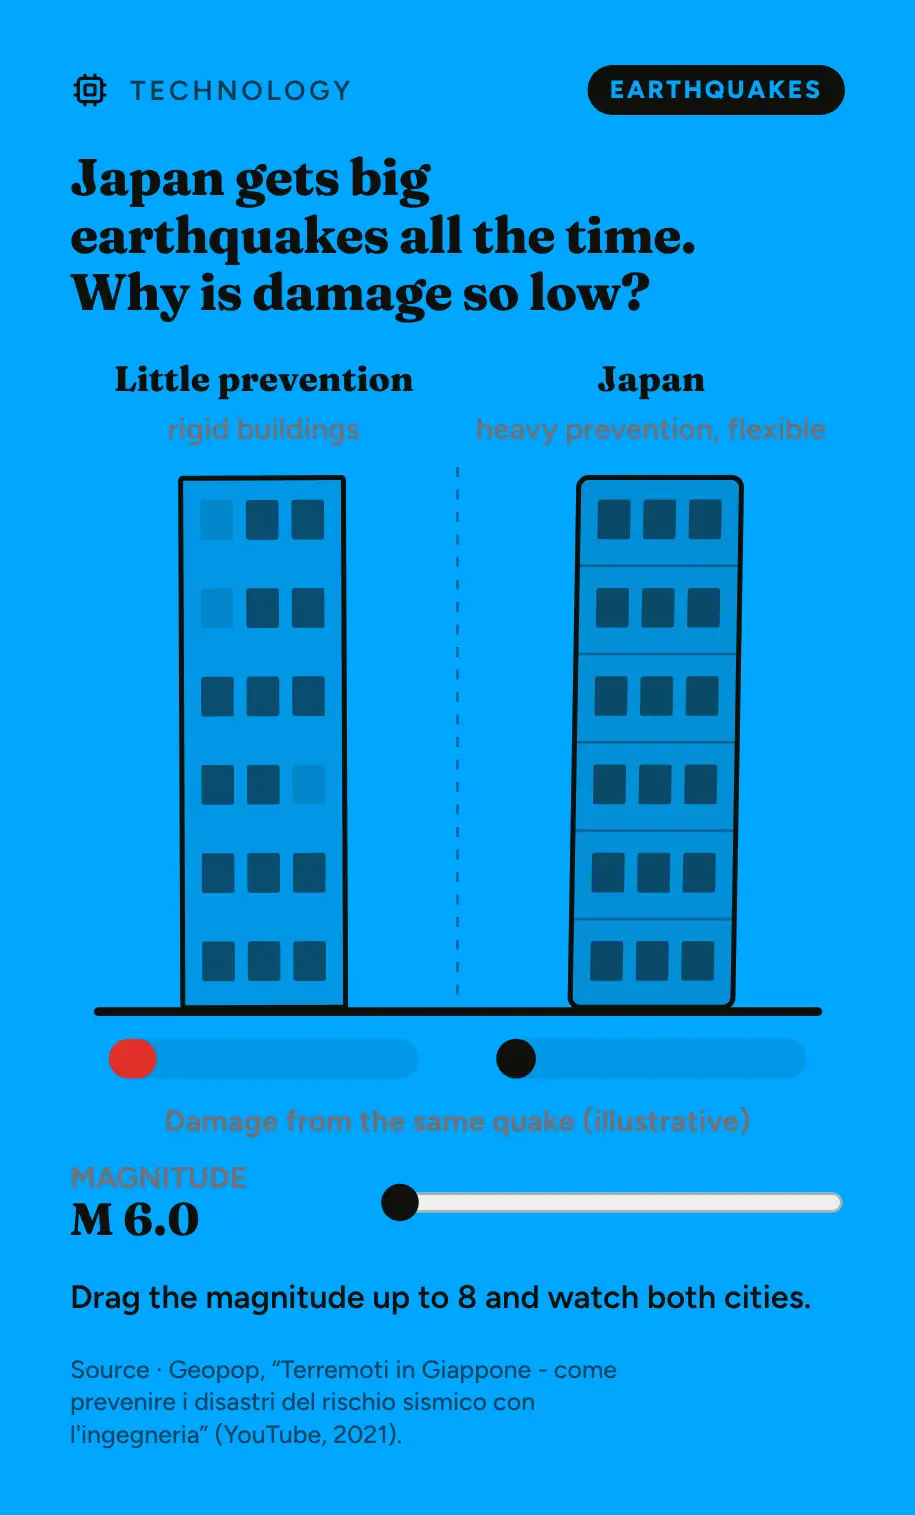 TECHNOLOGY
EARTHQUAKES
Japan gets big
earthquakes all the time.
Why is damage so low?
Little prevention
rigid buildings
Japan
heavy prevention, flexible
Damage from the same quake (illustrative)
MAGNITUDE
M 6.0
Drag the magnitude up to 8 and watch both cities.
Source · Geopop, “Terremoti in Giappone - come
prevenire i disastri del rischio sismico con
l'ingegneria” (YouTube, 2021).